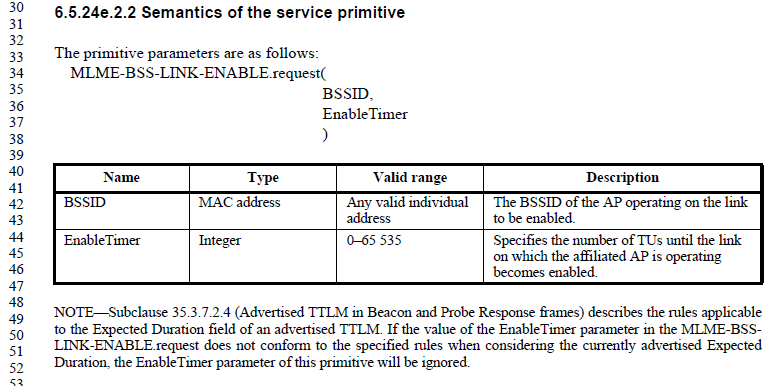 30
31
32
33
34
35
36
37
38
39
40
41
42
43
44
45
46
47
48
49
50
51
52
53
6.5.24e.2.2 Semantics of the service primitive
The primitive parameters are as follows:
MLME-BSS-LINK-ENABLE.request(
BSSID,
EnableTimer
)
Name Type Valid range Description
BSSID MAC address Any valid individual address The BSSID of the AP operating on the link to be enabled.
EnableTimer Integer 0–65 535 Specifies the number of TUs until the link on which the affiliated AP is operating becomes enabled.
NOTE—Subclause 35.3.7.2.4 (Advertised TTLM in Beacon and Probe Response frames) describes the rules applicable
to the Expected Duration field of an advertised TTLM. If the value of the EnableTimer parameter in the MLME-BSS-
LINK-ENABLE.request does not conform to the specified rules when considering the currently advertised Expected
Duration, the EnableTimer parameter of this primitive will be ignored.